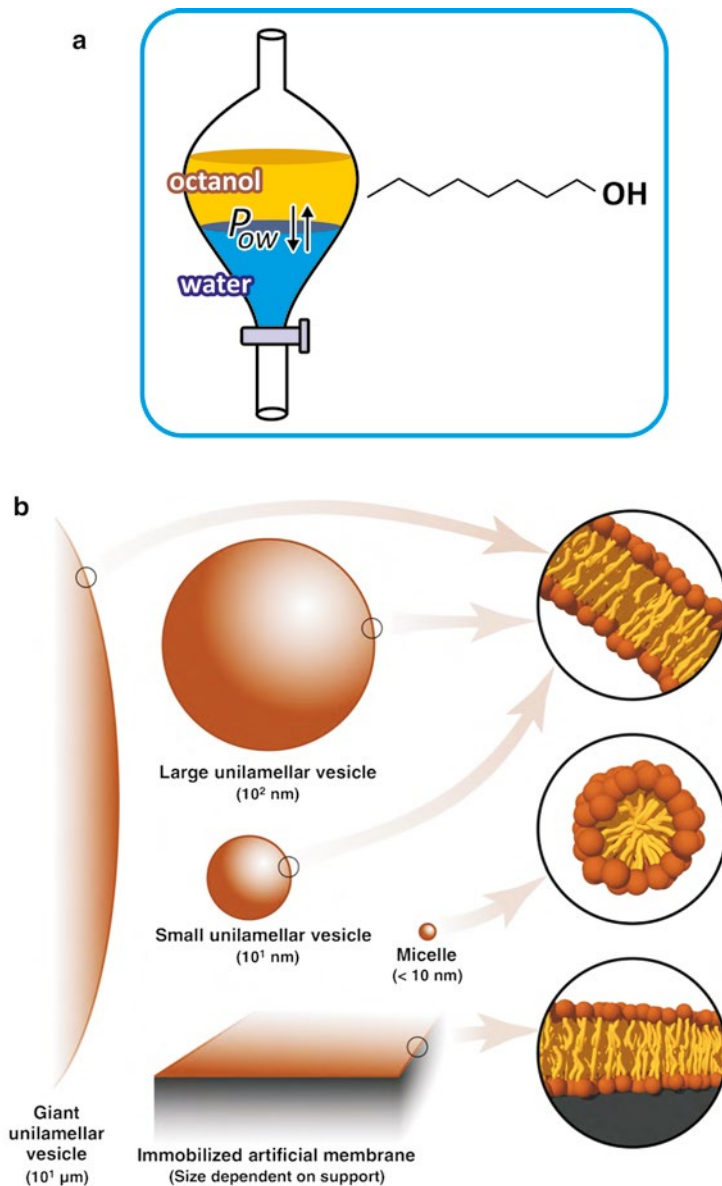 a
octanol
Pow
water
OH
b
Large unilamellar vesicle
(10² nm)
Small unilamellar vesicle
(10¹ nm)
Micelle
(< 10 nm)
Giant
unilamellar
vesicle
(10¹ μm)
Immobilized artificial membrane
(Size dependent on support)